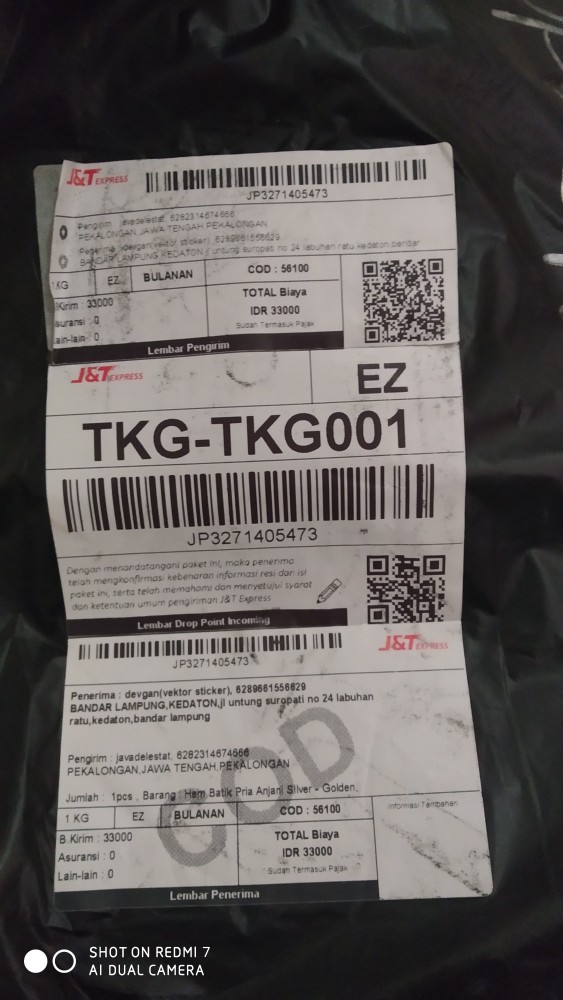 J&T EXPRESS
JP3271405473
Pengirim : javadelestat, 6282314674666
PEKALONGAN, JAWA TENGAH, PEKALONGAN
Penerima : devgan(vektor sticker), 6289661556629
BANDAR LAMPUNG, KEDATON, jl untung suropati no 24 labuhan ratu, kedaton, bandar
1KG EZ BULANAN COD : 56100
B.Kirim : 33000
Asuransi : 0
Lain-lain : 0
TOTAL Biaya
IDR 33000
Sudah Termasuk Pajak
Lembar Pengirim
J&T EXPRESS
EZ
TKG-TKG001
JP3271405473
Dengan menandatangani paket ini, maka penerima
telah mengkonfirmasi kebenaran informasi resi dan isi
paket ini, serta telah memahami dan menyetujui syarat
dan ketentuan umum pengiriman J&T Express
Lembar Drop Point Incoming
J&T EXPRESS
JP3271405473
Penerima : devgan(vektor sticker), 6289661556629
BANDAR LAMPUNG,KEDATON,jl untung suropati no 24 labuhan
ratu,kedaton,bandar lampung
Pengirim : javadelestat, 6282314674666
PEKALONGAN,JAWA TENGAH,PEKALONGAN
COD
Jumlah : 1pcs , Barang : Hem Batik Pria Anjani Silver - Golden,
1 KG EZ BULANAN COD : 56100
Informasi Tambahan
B.Kirim : 33000
Asuransi : 0
Lain-lain : 0
TOTAL Biaya
IDR 33000
Sudah Termasuk Pajak
Lembar Penerima
SHOT ON REDMI 7
AI DUAL CAMERA